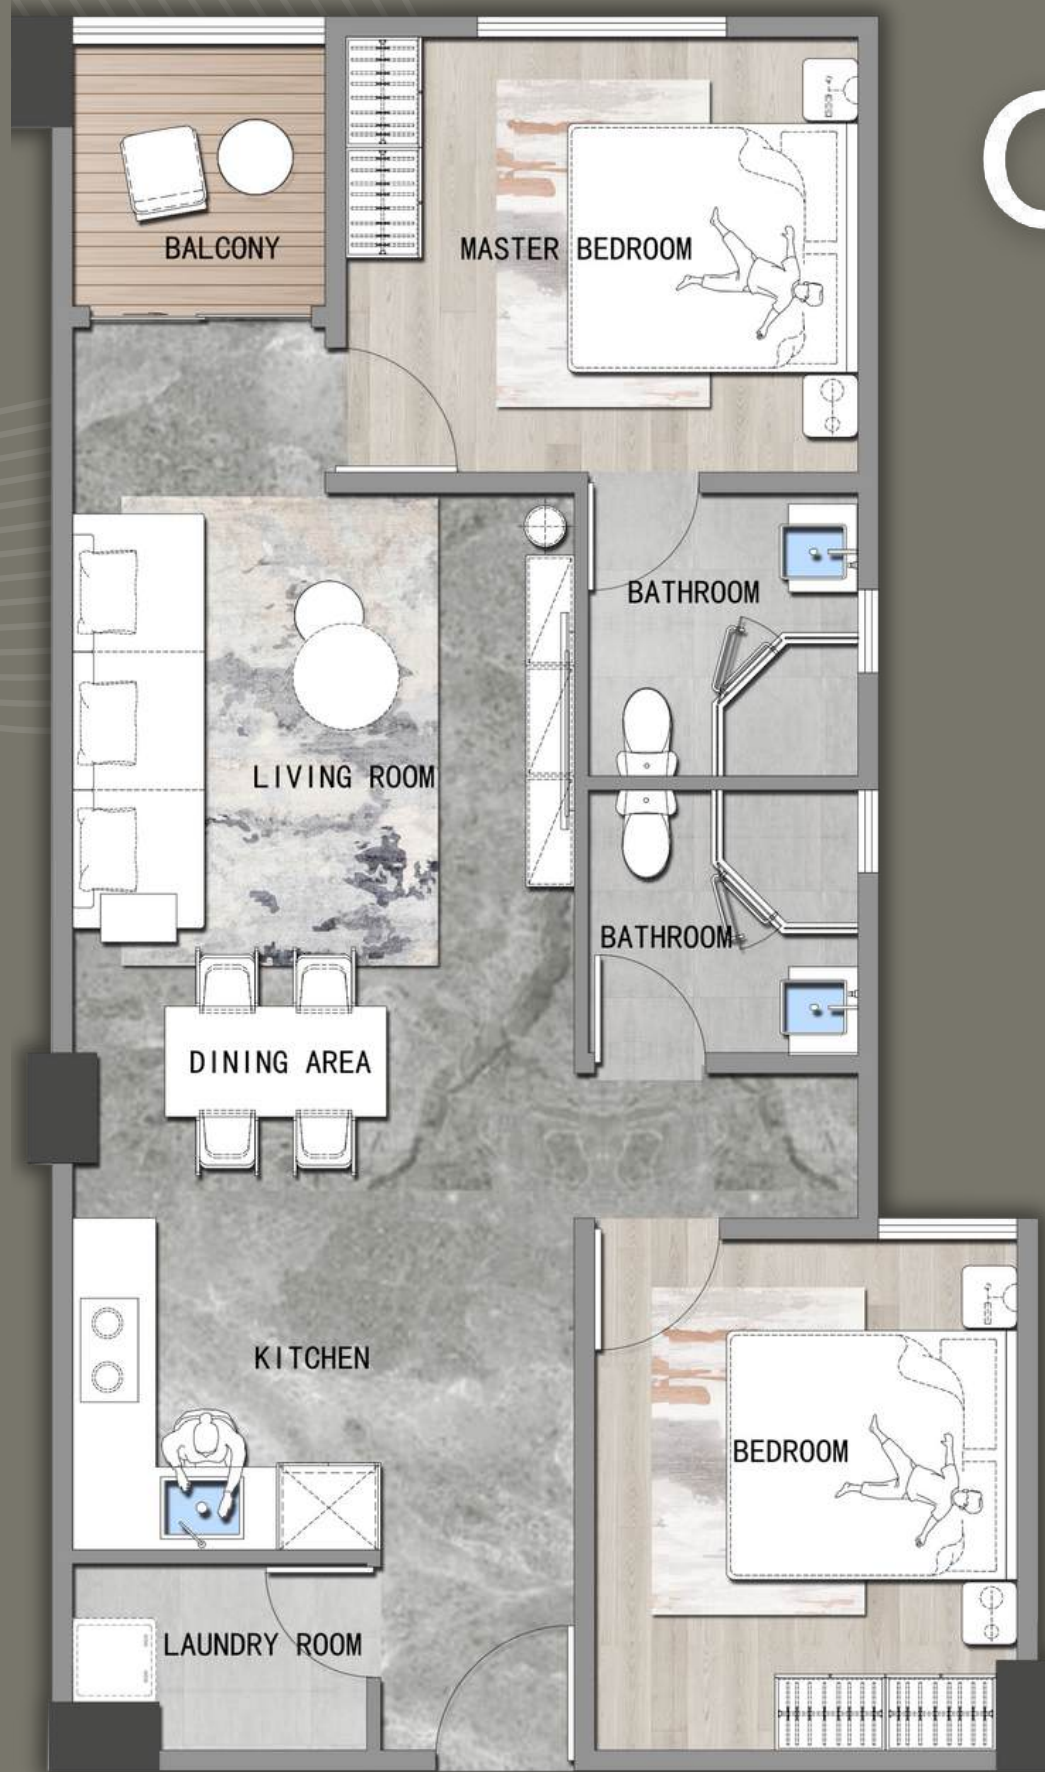 BALCONY
MASTER BEDROOM
BATHROOM
LIVING ROOM
BATHROOM
DINING AREA
KITCHEN
BEDROOM
LAUNDRY ROOM